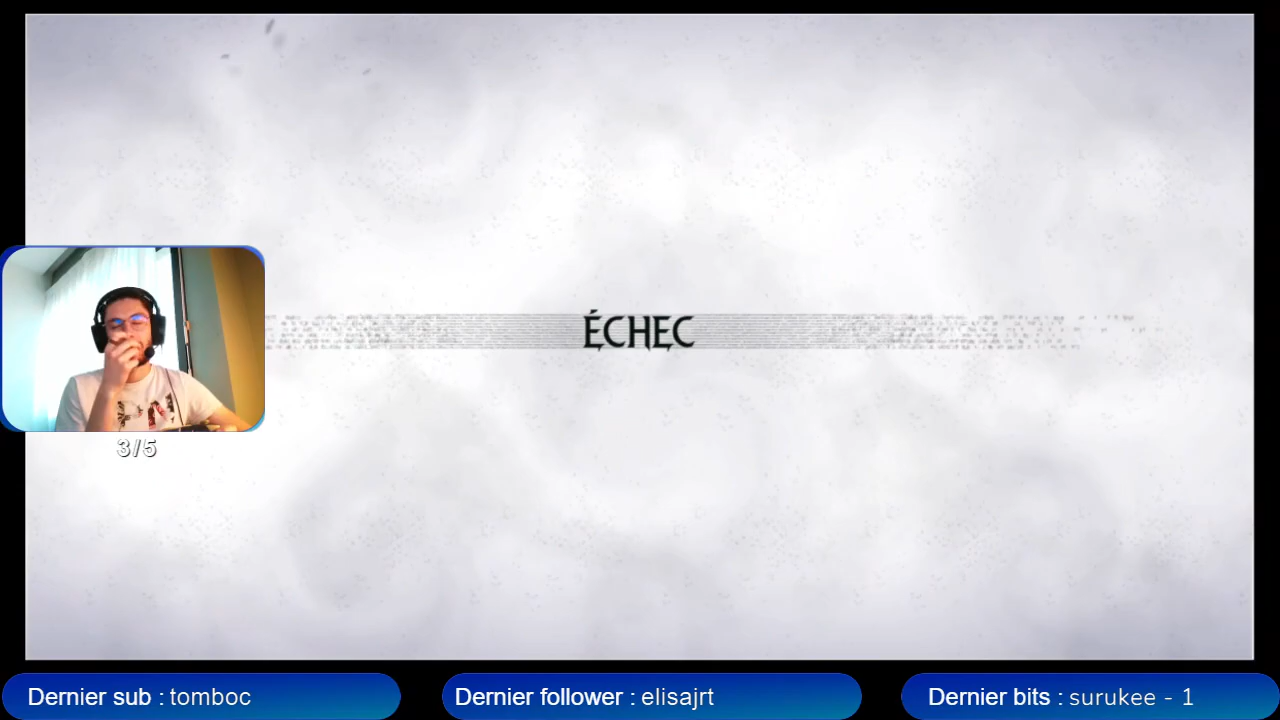 ÉCHEC
3/5
Dernier sub : tomboc
Dernier follower : elisajrt
Dernier bits : surukee - 1